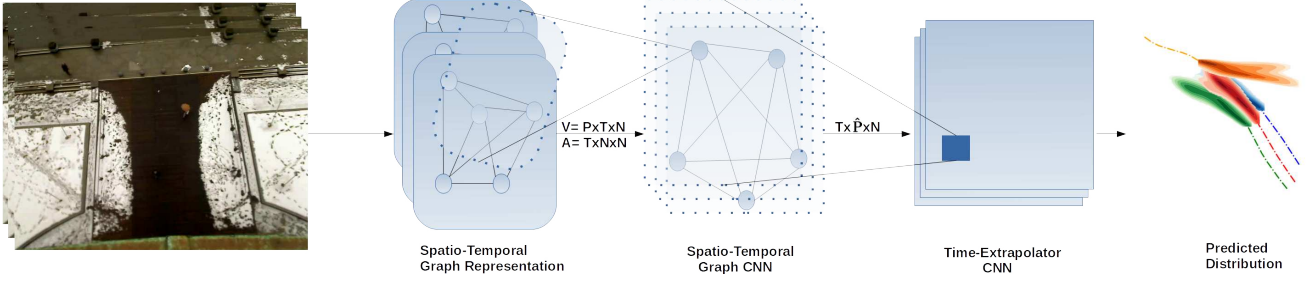 V= PxTxN
A= TxNxN
TxP̂xN
Spatio-Temporal
Graph Representation
Spatio-Temporal
Graph CNN
Time-Extrapolator
CNN
Predicted
Distribution